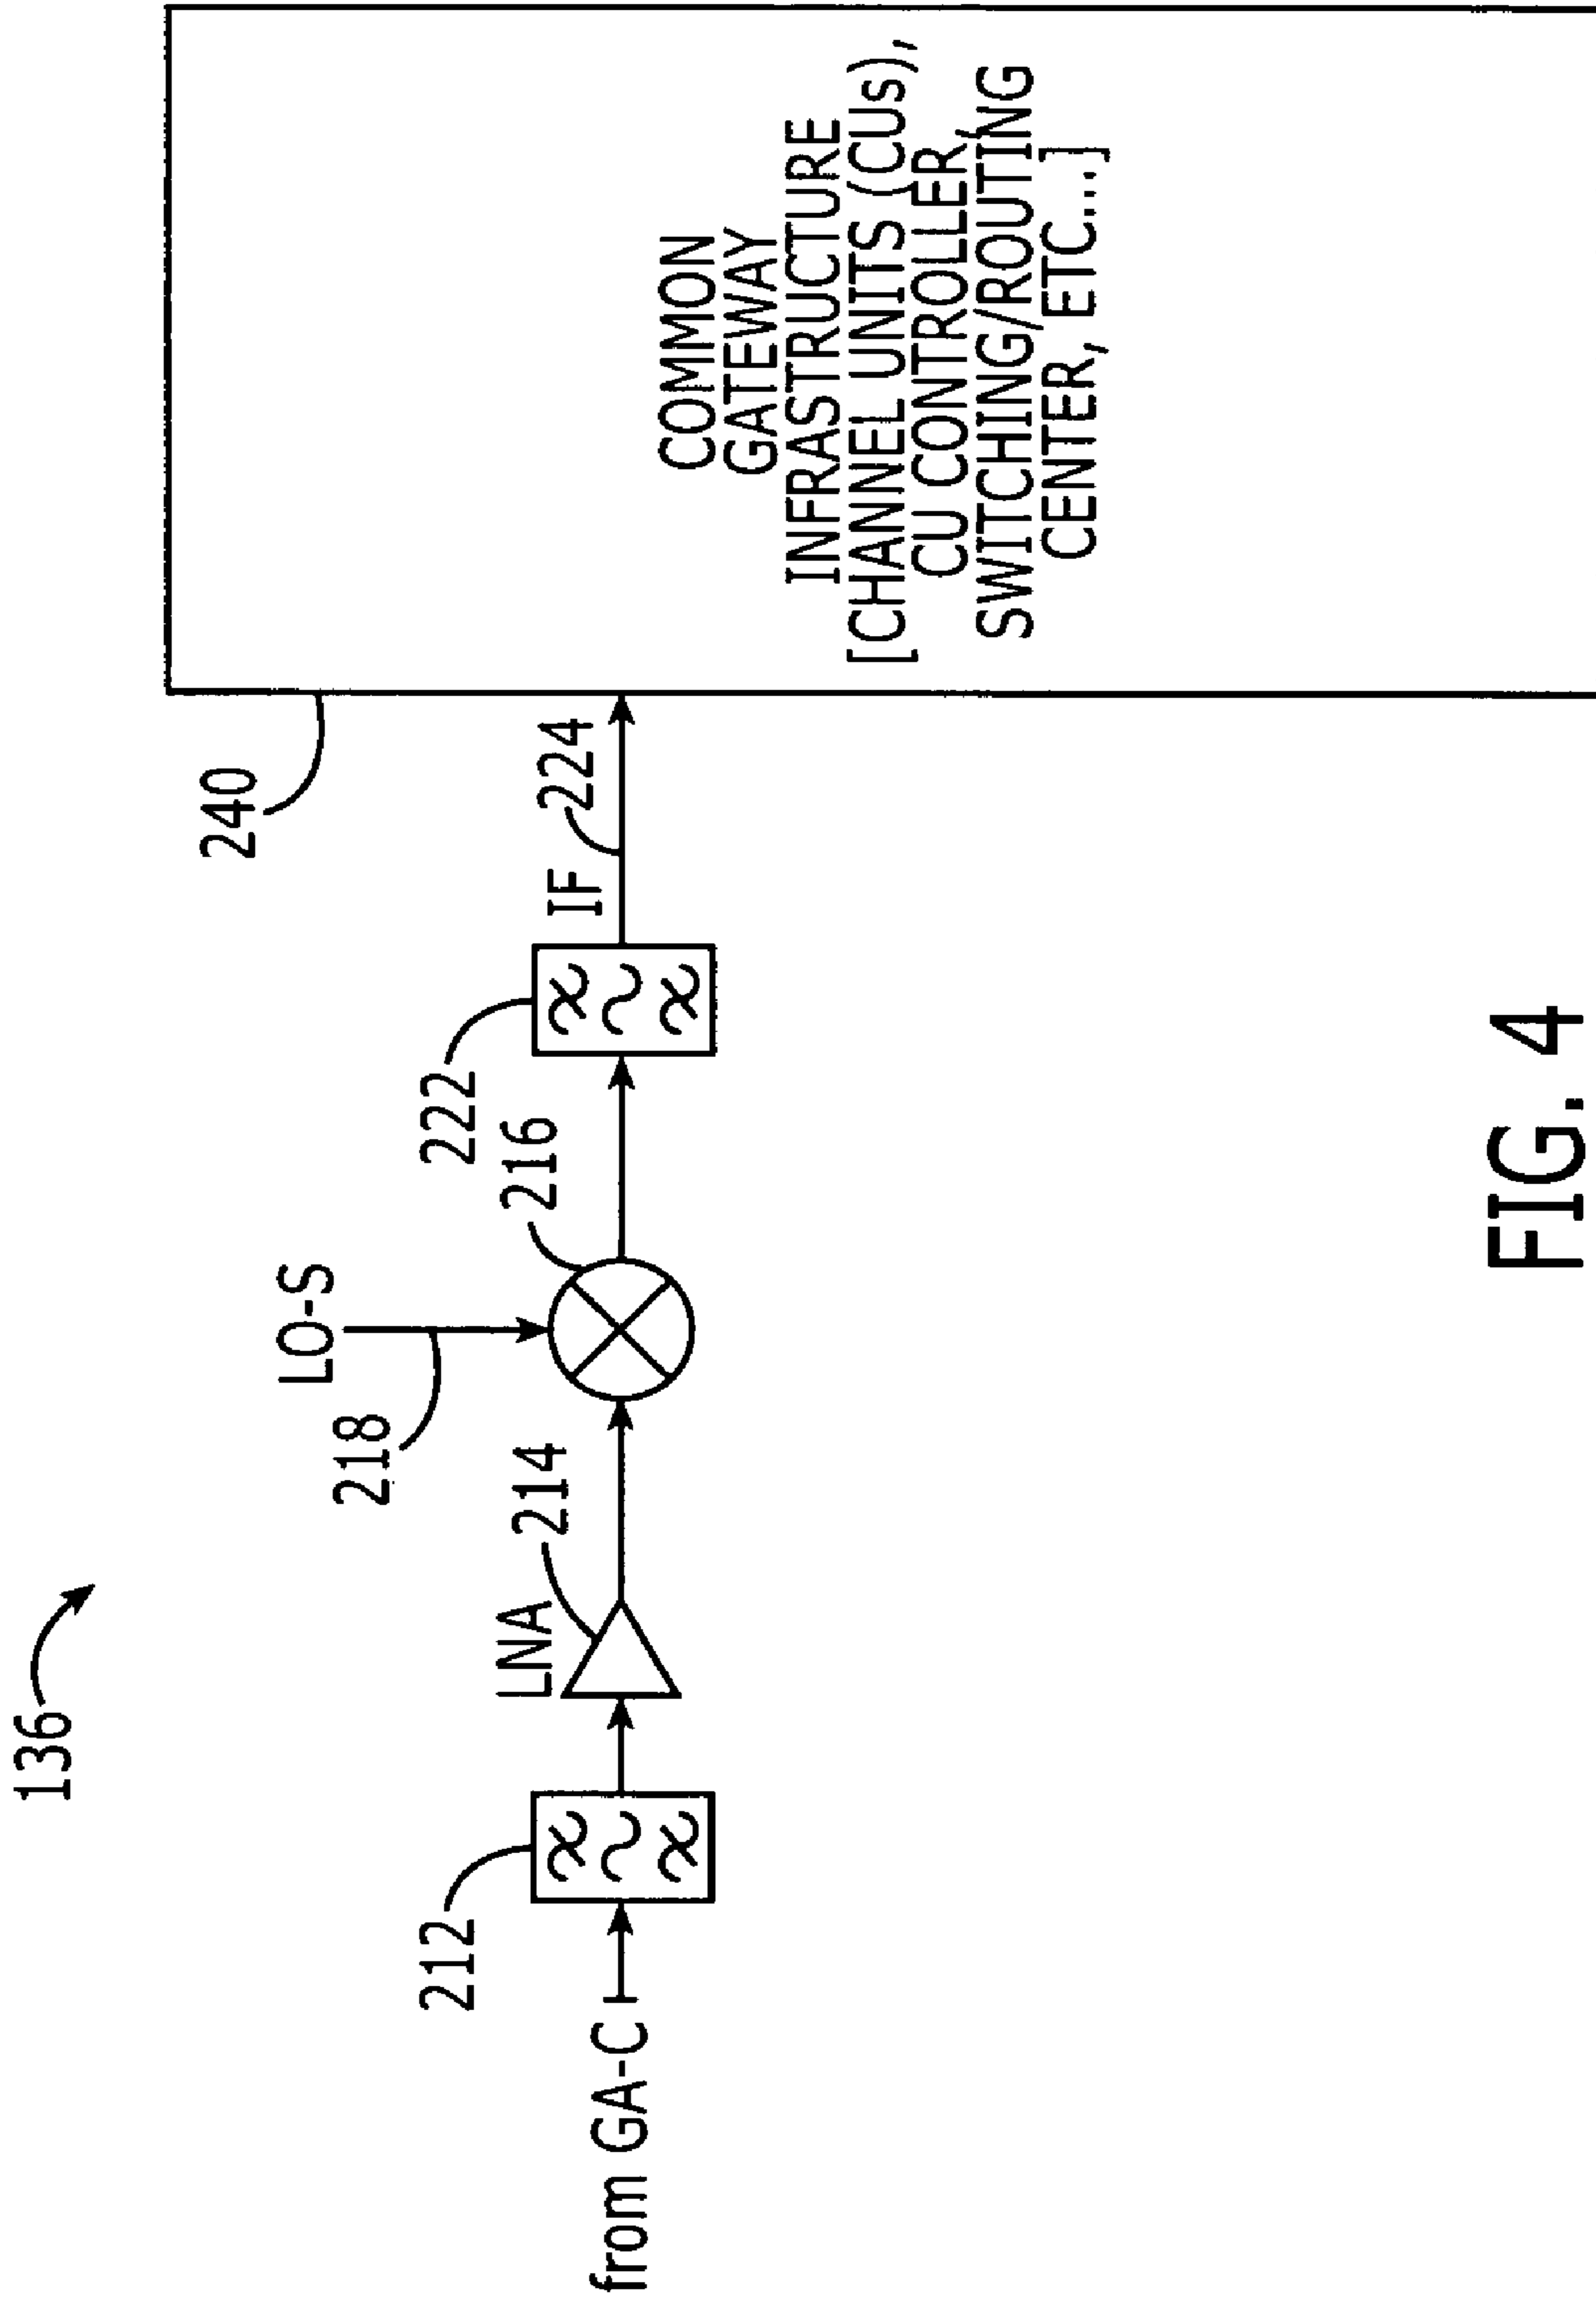 136
from GA-C
212
LNA
214
218
LO-S
216
222
IF
224
240
COMMON
GATEWAY
INFRASTRUCTURE
[CHANNEL UNITS (CUs),
CU CONTROLLER,
SWITCHING/ROUTING
CENTER, ETC...]
FIG. 4